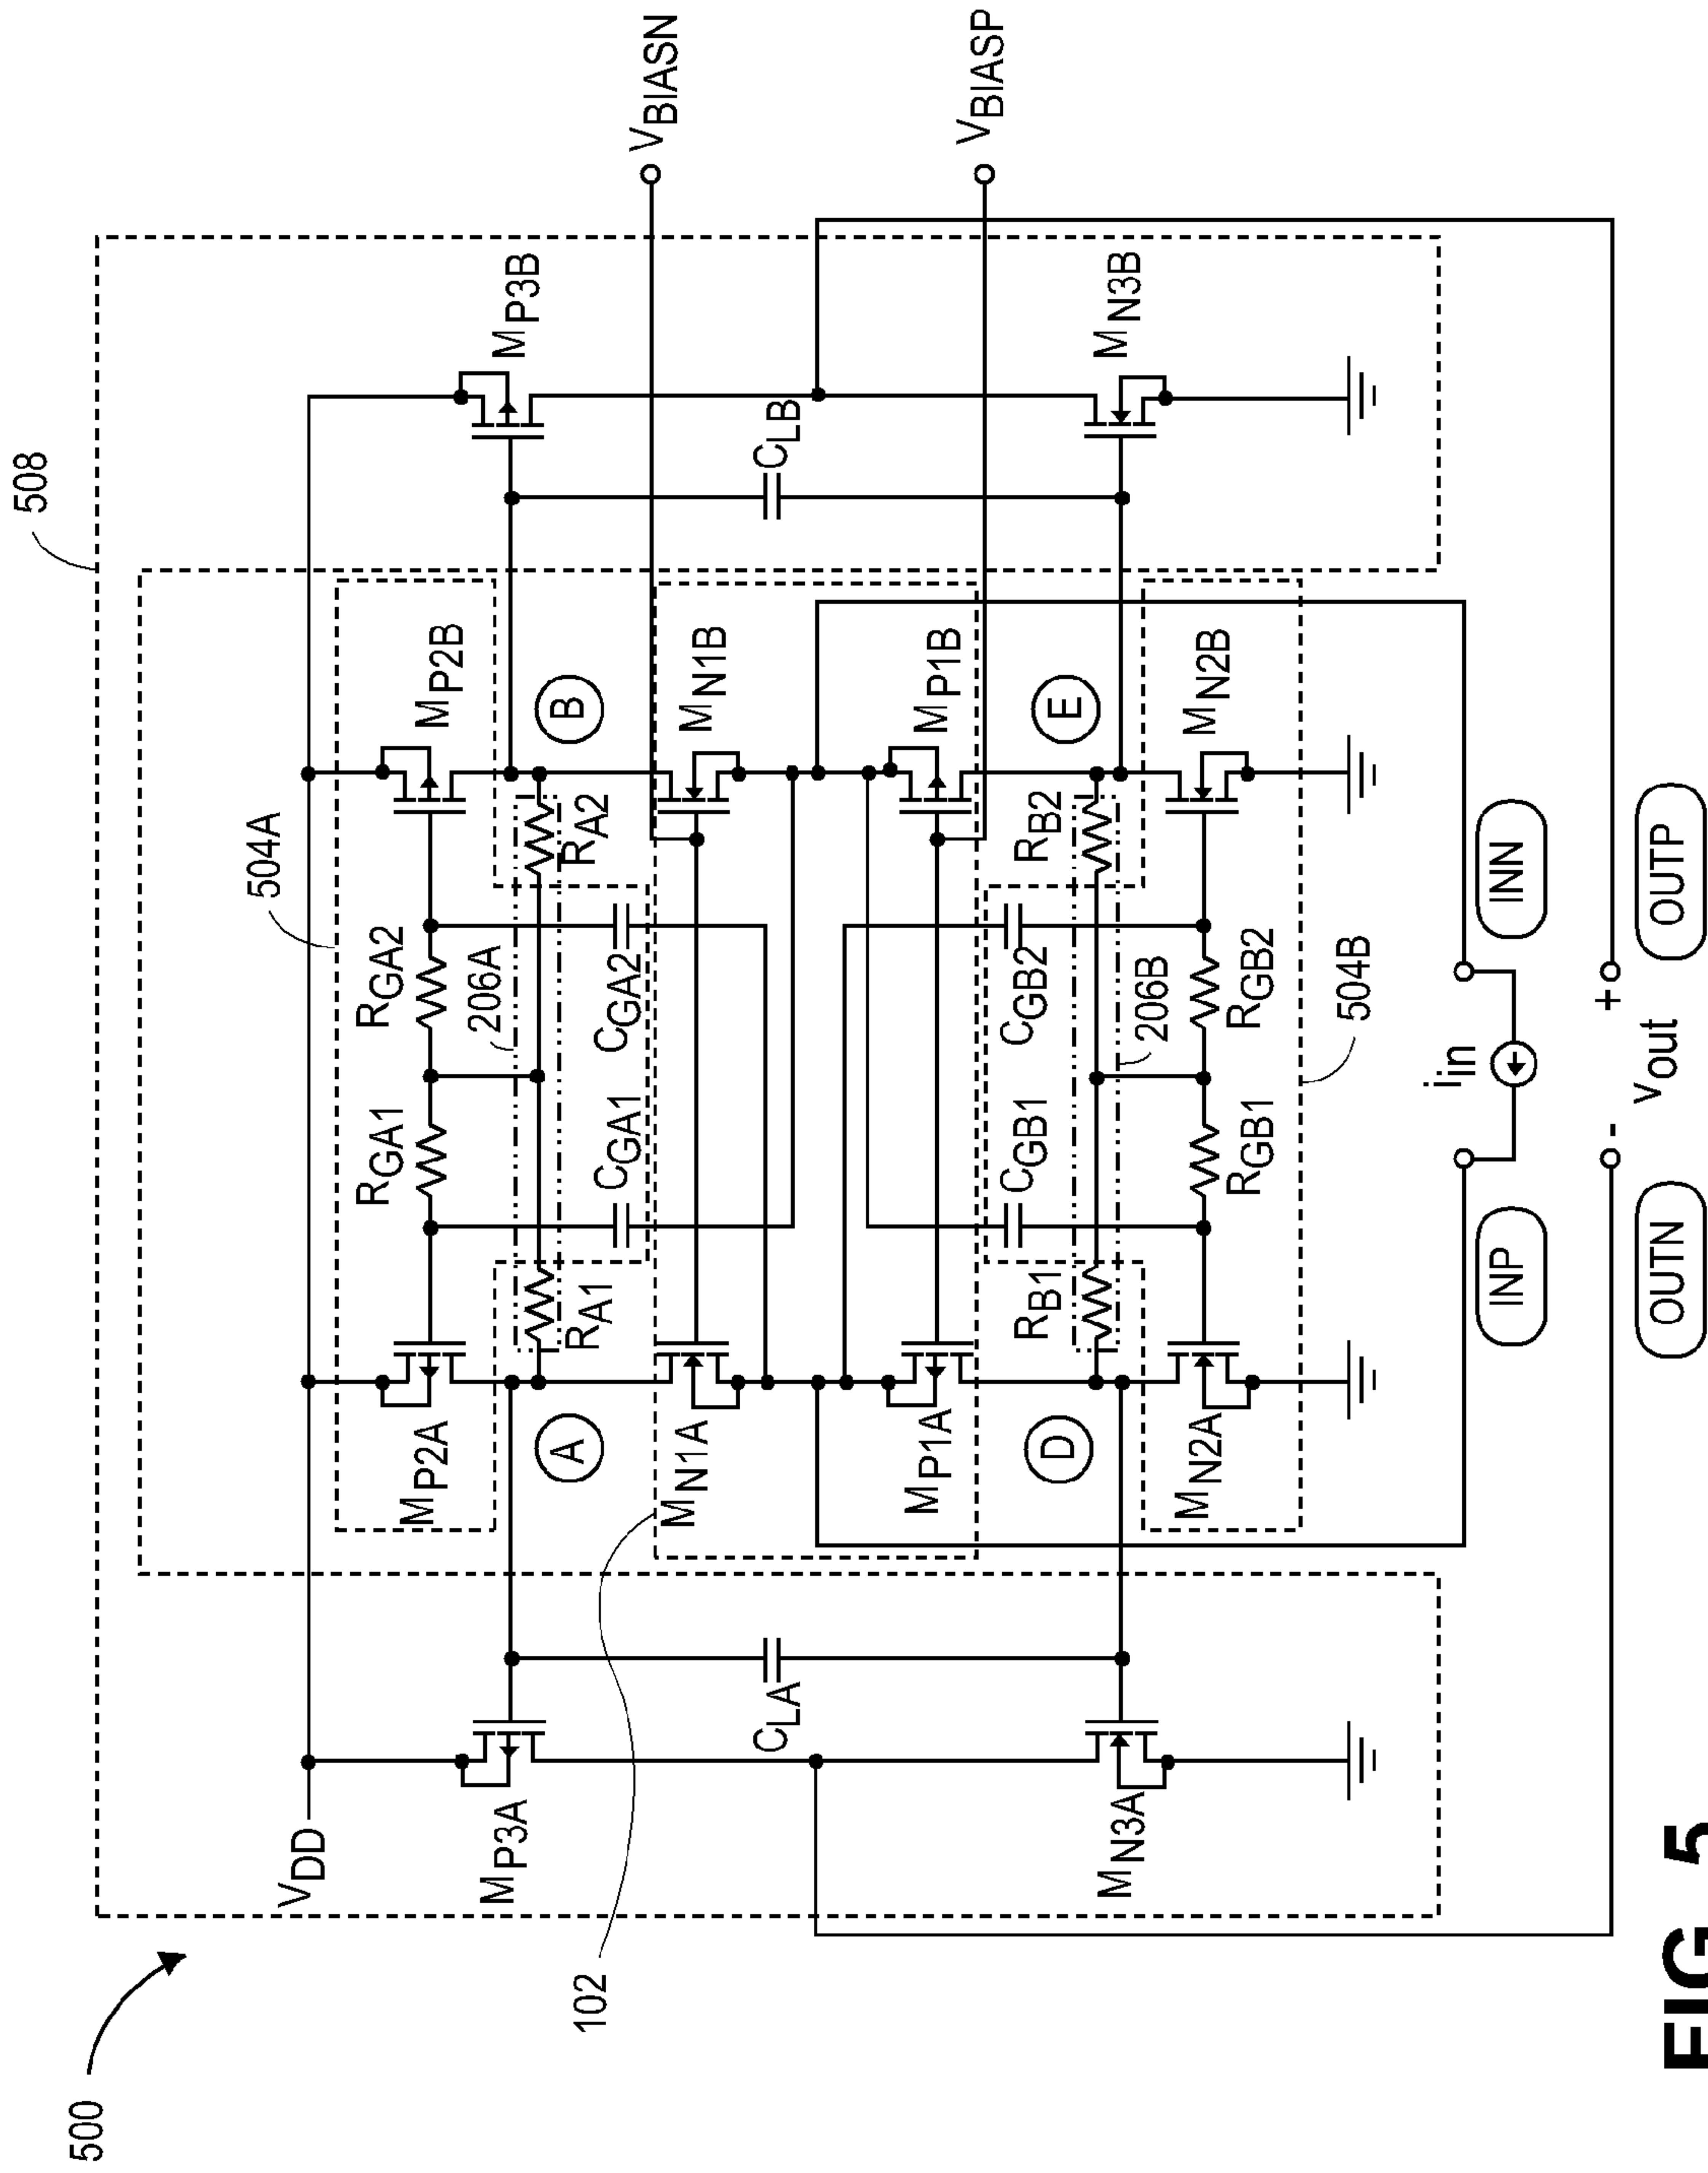 500
508
504A
V_DD
M_P2A
R_GA1
R_GA2
M_P2B
M_P3A
M_P3B
206A
A
R_A1
R_A2
B
C_GA1
C_GA2
102
M_N1A
M_N1B
V_BIASN
C_LA
C_LB
M_P1A
M_P1B
V_BIASP
C_GB1
C_GB2
R_B1
R_B2
D
206B
E
M_N3A
M_N3B
M_N2A
R_GB1
R_GB2
M_N2B
504B
i_in
INP
INN
- v_out +
OUTN
OUTP
FIG. 5